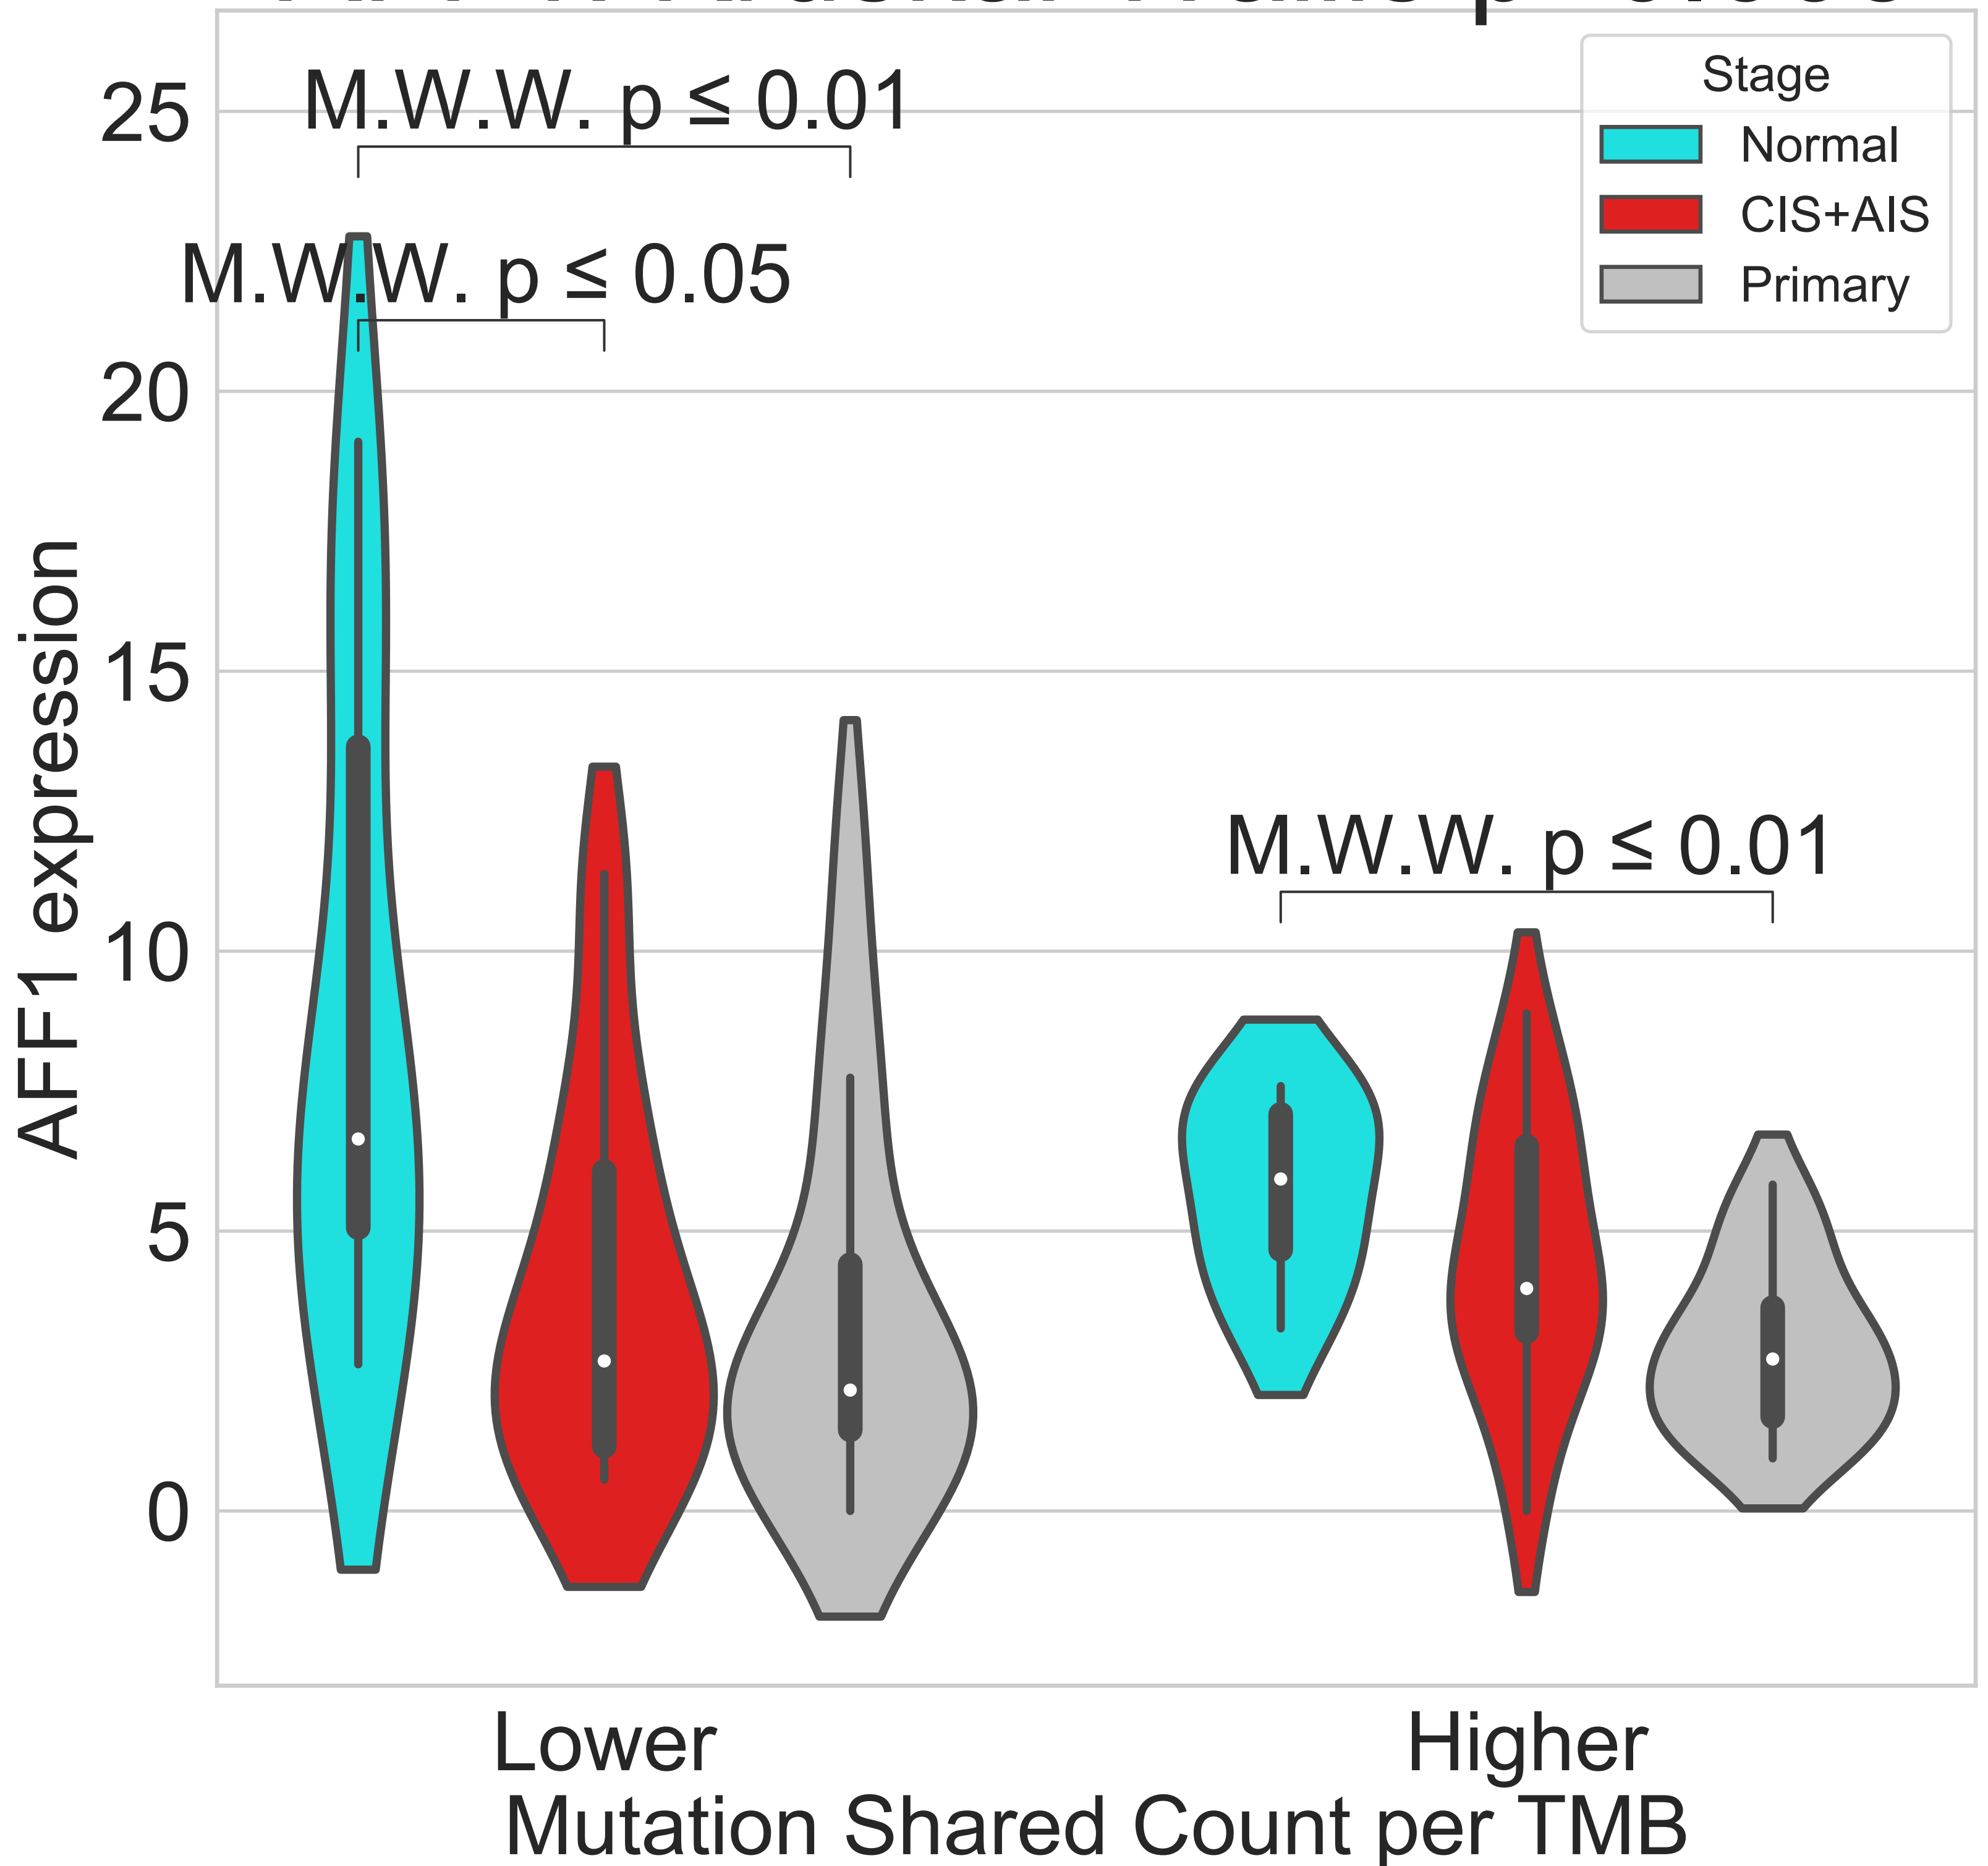 M.W.W. p ≤ 0.01
M.W.W. p ≤ 0.05
M.W.W. p ≤ 0.01
Stage
Normal
CIS+AIS
Primary
25
20
15
10
5
0
AFF1 expression
Lower
Higher
Mutation Shared Count per TMB